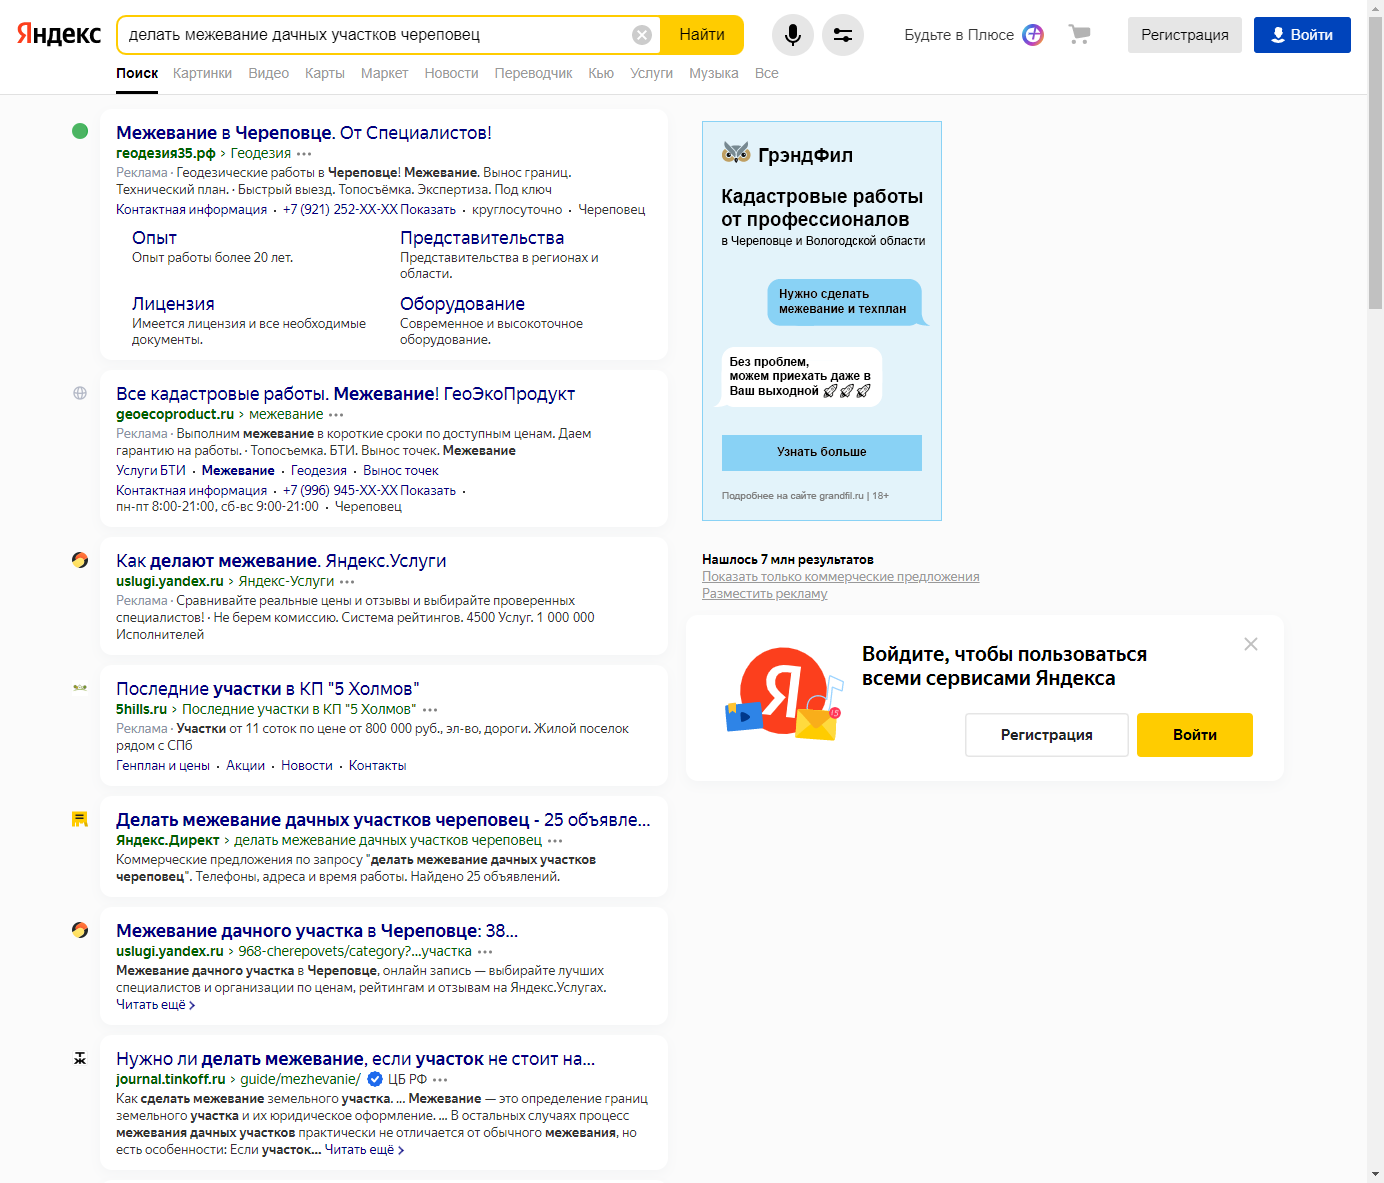 Яндекс
делать межевание дачных участков череповец
Найти
Будьте в Плюсе
Регистрация
Войти
Поиск Картинки Видео Карты Маркет Новости Переводчик Кью Услуги Музыка Все
Межевание в Череповце. От Специалистов!
геодезия35.рф › Геодезия
Реклама · Геодезические работы в Череповце! Межевание. Вынос границ.
Технический план. · Быстрый выезд. Топосъёмка. Экспертиза. Под ключ
Контактная информация · +7 (921) 252-XX-XX Показать · круглосуточно · Череповец
Опыт
Опыт работы более 20 лет.
Представительства
Представительства в регионах и
области.
Лицензия
Имеется лицензия и все необходимые
документы.
Оборудование
Современное и высокоточное
оборудование.
Все кадастровые работы. Межевание! ГеоЭкоПродукт
geoecoproduct.ru › межевание
Реклама · Выполним межевание в короткие сроки по доступным ценам. Даем
гарантию на работы. · Топосъемка. БТИ. Вынос точек. Межевание
Услуги БТИ · Межевание · Геодезия · Вынос точек
Контактная информация · +7 (996) 945-XX-XX Показать ·
пн-пт 8:00-21:00, сб-вс 9:00-21:00 · Череповец
Как делают межевание. Яндекс.Услуги
uslugi.yandex.ru › Яндекс-Услуги
Реклама · Сравнивайте реальные цены и отзывы и выбирайте проверенных
специалистов! · Не берем комиссию. Система рейтингов. 4500 Услуг. 1 000 000
Исполнителей
Последние участки в КП "5 Холмов"
5hills.ru › Последние участки в КП "5 Холмов"
Реклама · Участки от 11 соток по цене от 800 000 руб., эл-во, дороги. Жилой поселок
рядом с СПб
Генплан и цены · Акции · Новости · Контакты
Делать межевание дачных участков череповец - 25 объявле...
Яндекс.Директ › делать межевание дачных участков череповец
Коммерческие предложения по запросу "делать межевание дачных участков
череповец". Телефоны, адреса и время работы. Найдено 25 объявлений.
Межевание дачного участка в Череповце: 38...
uslugi.yandex.ru › 968-cherepovets/category?...участка
Межевание дачного участка в Череповце, онлайн запись — выбирайте лучших
специалистов и организации по ценам, рейтингам и отзывам на Яндекс.Услугах.
Читать ещё ›
Т
Ж
Нужно ли делать межевание, если участок не стоит на...
journal.tinkoff.ru › guide/mezhevanie/ ЦБ РФ
Как сделать межевание земельного участка. ... Межевание — это определение границ
земельного участка и их юридическое оформление. ... В остальных случаях процесс
межевания дачных участков практически не отличается от обычного межевания, но
есть особенности: Если участок... Читать ещё ›
ГрэндФил
Кадастровые работы
от профессионалов
в Череповце и Вологодской области
Нужно сделать
межевание и техплан
Без проблем,
можем приехать даже в
Ваш выходной
Узнать больше
Подробнее на сайте grandfil.ru | 18+
Нашлось 7 млн результатов
Показать только коммерческие предложения
Разместить рекламу
Я
15
Войдите, чтобы пользоваться
всеми сервисами Яндекса
Регистрация
Войти